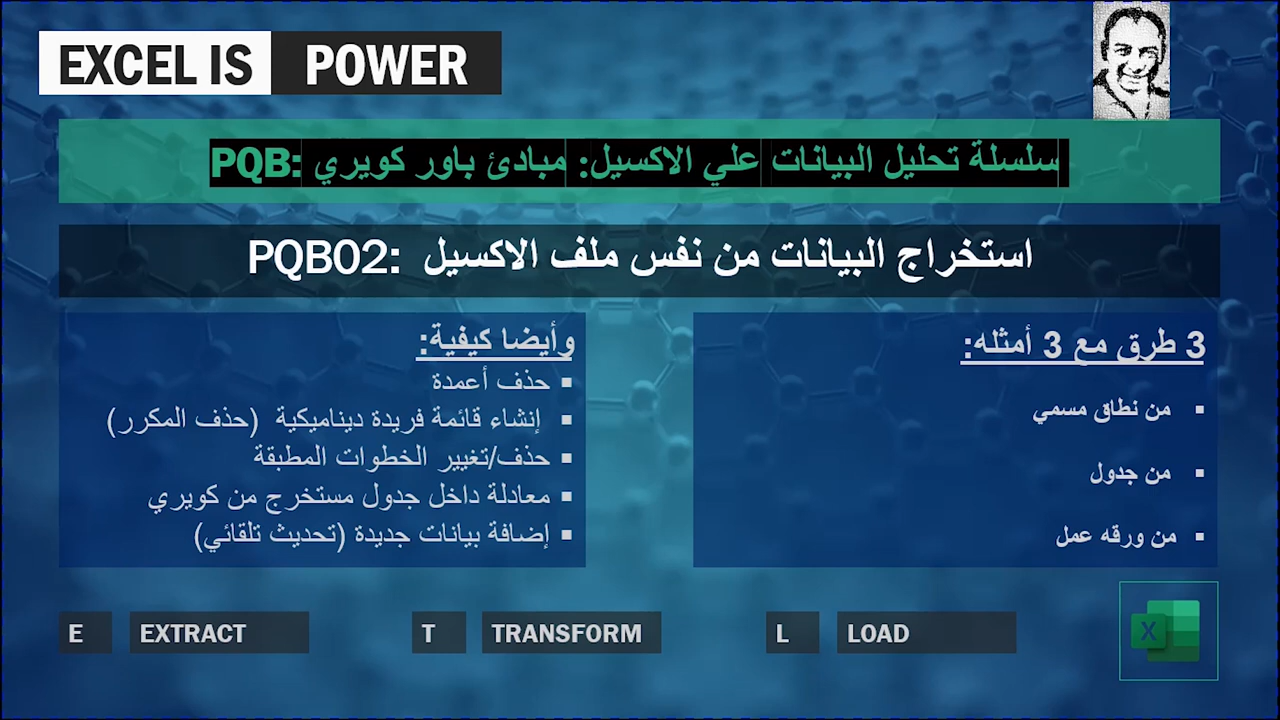 EXCEL IS POWER
سلسلة تحليل البيانات علي الاكسيل: مبادئ باور كويري :PQB
استخراج البيانات من نفس ملف الاكسيل :PQB02
3 طرق مع 3 أمثله:
▪ من نطاق مسمي
▪ من جدول
▪ من ورقه عمل
وأيضا كيفية:
▪ حذف أعمدة
▪ إنشاء قائمة فريدة ديناميكية (حذف المكرر)
▪ حذف/تغيير الخطوات المطبقة
▪ معادلة داخل جدول مستخرج من كويري
▪ إضافة بيانات جديدة (تحديث تلقائي)
E EXTRACT T TRANSFORM L LOAD
X